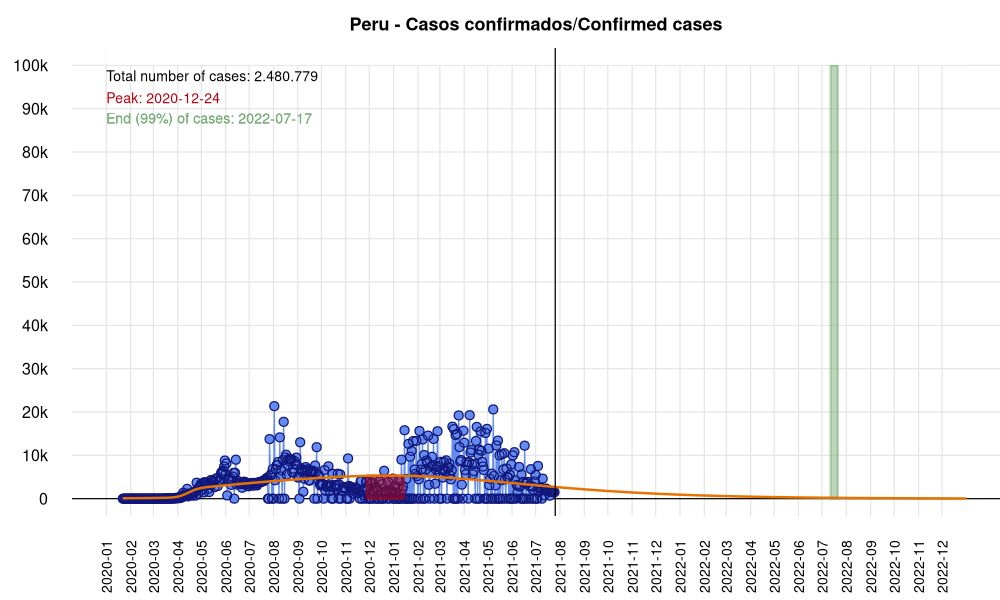 Peru - Casos confirmados/Confirmed cases
100k
90k
80k
70k
60k
50k
40k
30k
20k
10k
0
Total number of cases: 2.480.779
Peak: 2020-12-24
End (99%) of cases: 2022-07-17
2020-01
2020-02
2020-03
2020-04
2020-05
2020-06
2020-07
2020-08
2020-09
2020-10
2020-11
2020-12
2021-01
2021-02
2021-03
2021-04
2021-05
2021-06
2021-07
2021-08
2021-09
2021-10
2021-11
2021-12
2022-01
2022-02
2022-03
2022-04
2022-05
2022-06
2022-07
2022-08
2022-09
2022-10
2022-11
2022-12